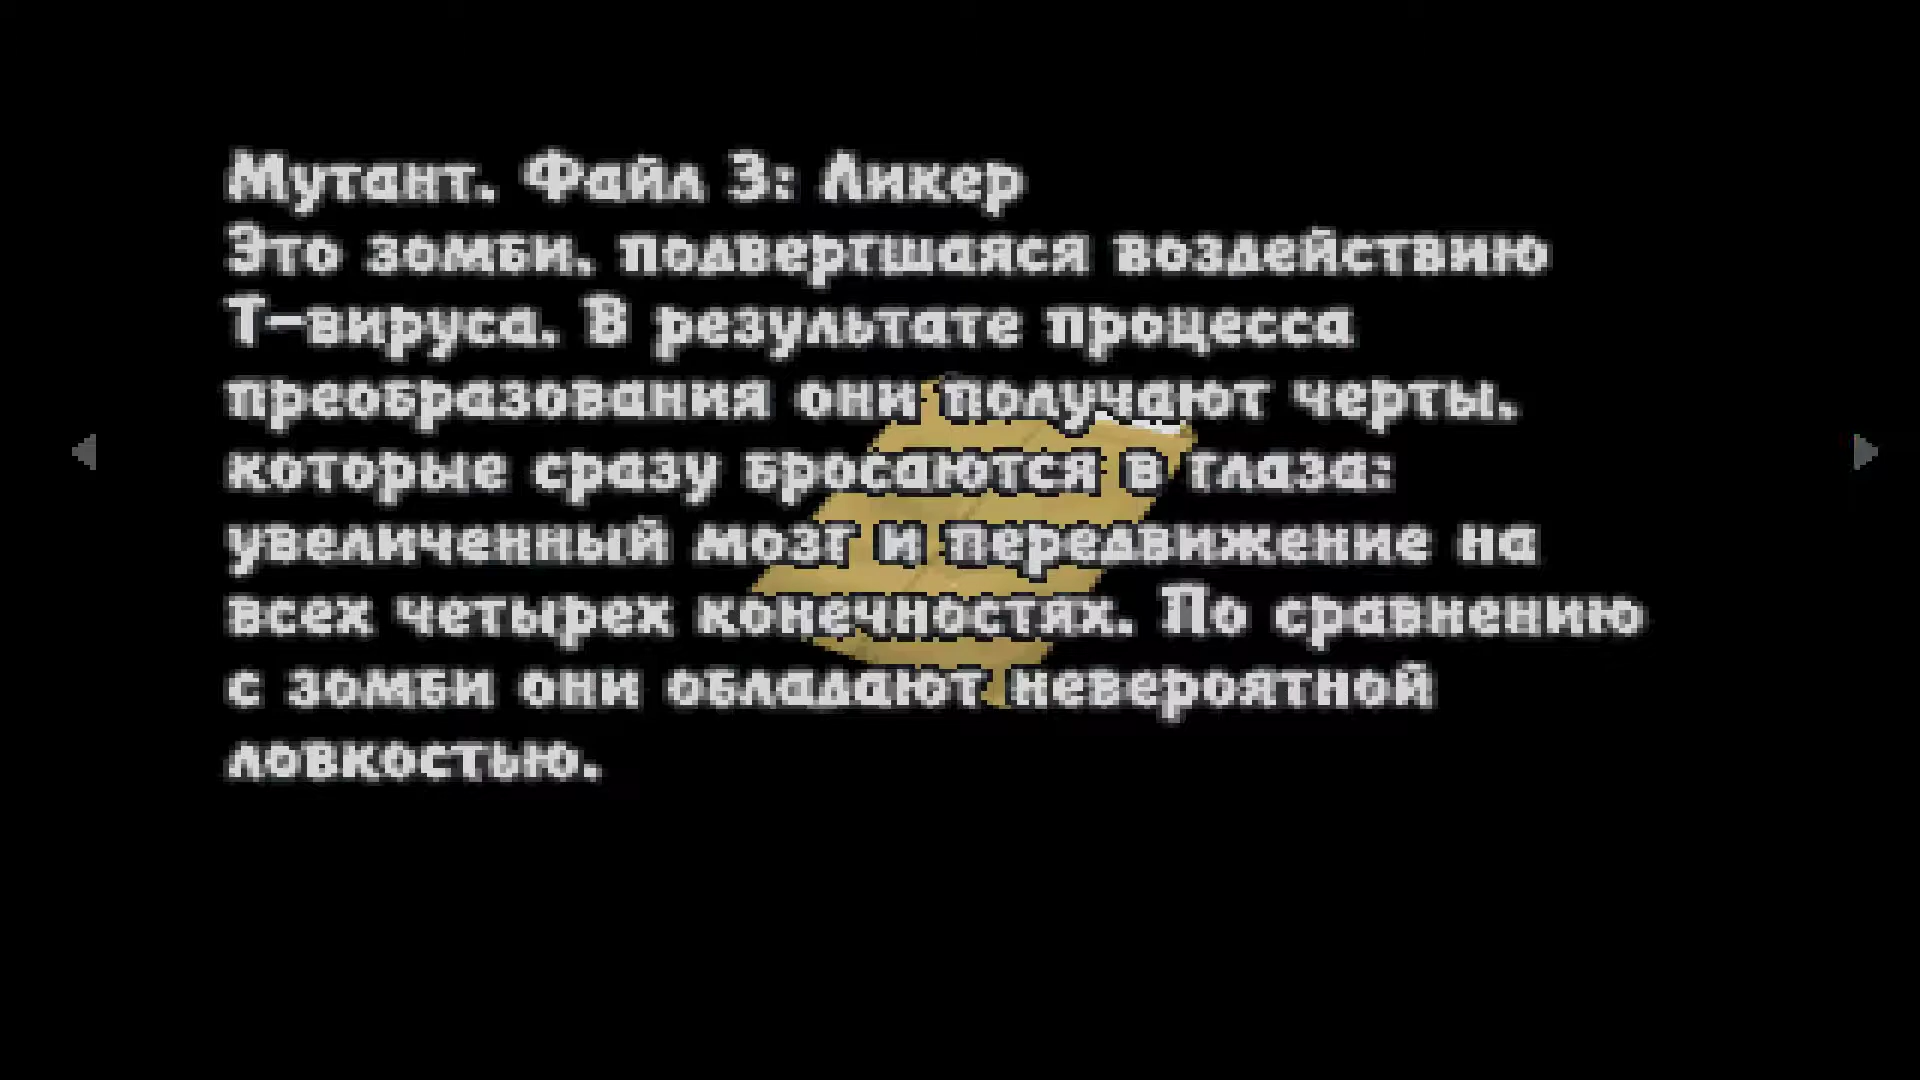 Мутант. Файл 3: Ликер
Это зомби, подвергшаяся воздействию
Т-вируса. В результате процесса
преобразования они получают черты,
которые сразу бросаются в глаза:
увеличенный мозг и передвижение на
всех четырех конечностях. По сравнению
с зомби они обладают невероятной
ловкостью.